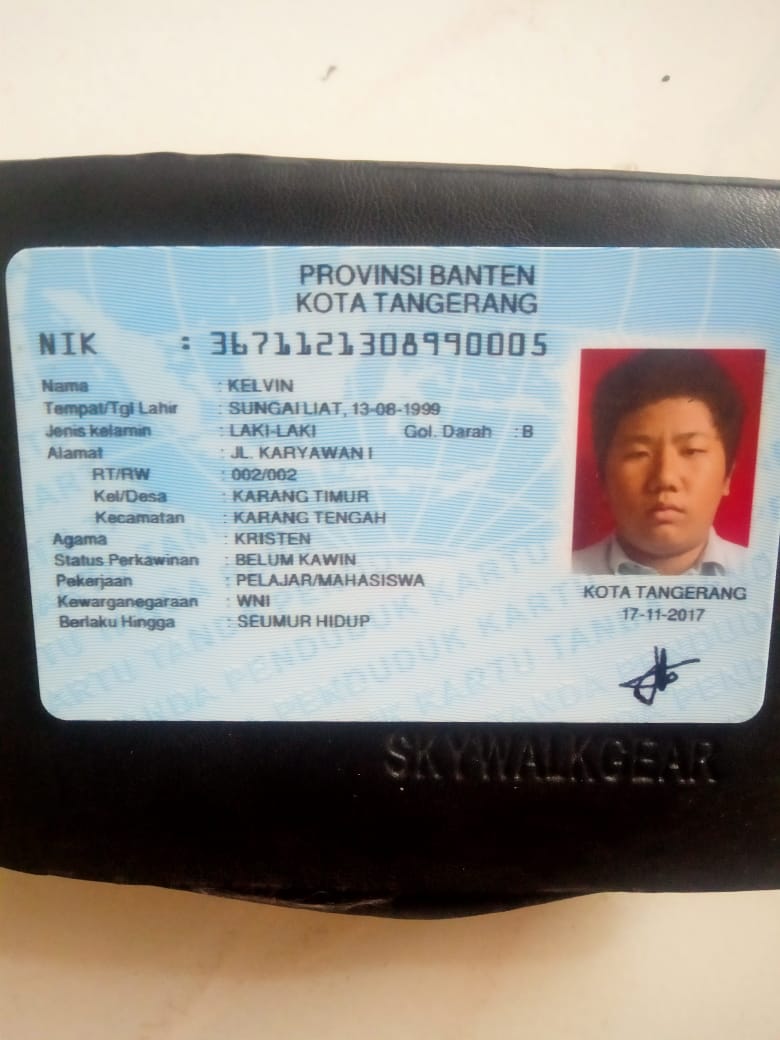 PROVINSI BANTEN
KOTA TANGERANG
NIK : 3671121308990005
Nama : KELVIN
Tempat/Tgl Lahir : SUNGAI LIAT, 13-08-1999
Jenis kelamin : LAKI-LAKI Gol. Darah : B
Alamat : JL. KARYAWAN I
RT/RW : 002/002
Kel/Desa : KARANG TIMUR
Kecamatan : KARANG TENGAH
Agama : KRISTEN
Status Perkawinan : BELUM KAWIN
Pekerjaan : PELAJAR/MAHASISWA
Kewarganegaraan : WNI
Berlaku Hingga : SEUMUR HIDUP
KOTA TANGERANG
17-11-2017
SKYWALKGEAR